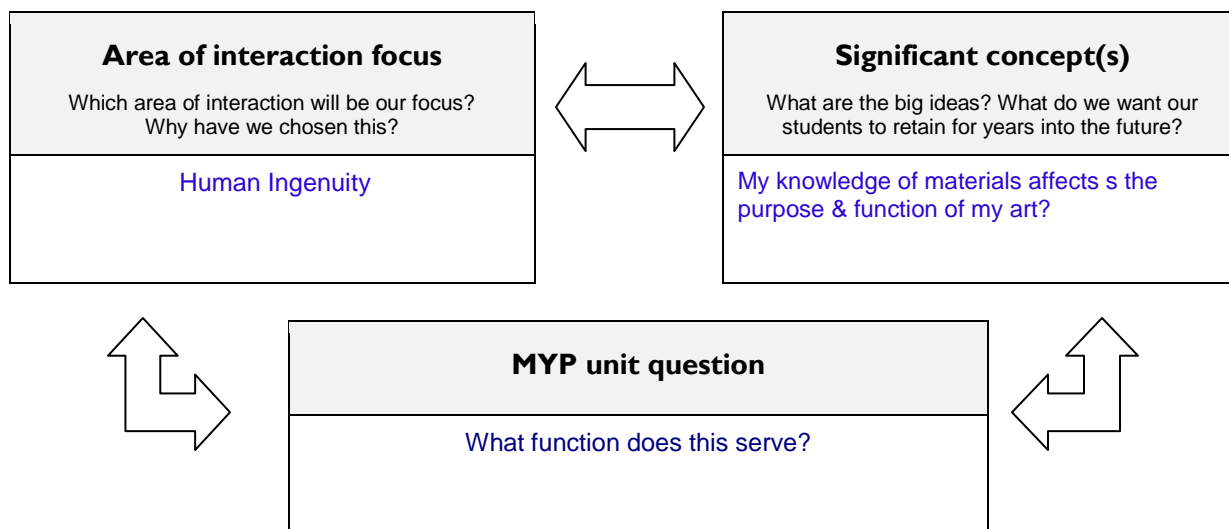 Area of interaction focus
Which area of interaction will be our focus?
Why have we chosen this?
Human Ingenuity
Significant concept(s)
What are the big ideas? What do we want our
students to retain for years into the future?
My knowledge of materials affects s the
purpose & function of my art?
MYP unit question
What function does this serve?